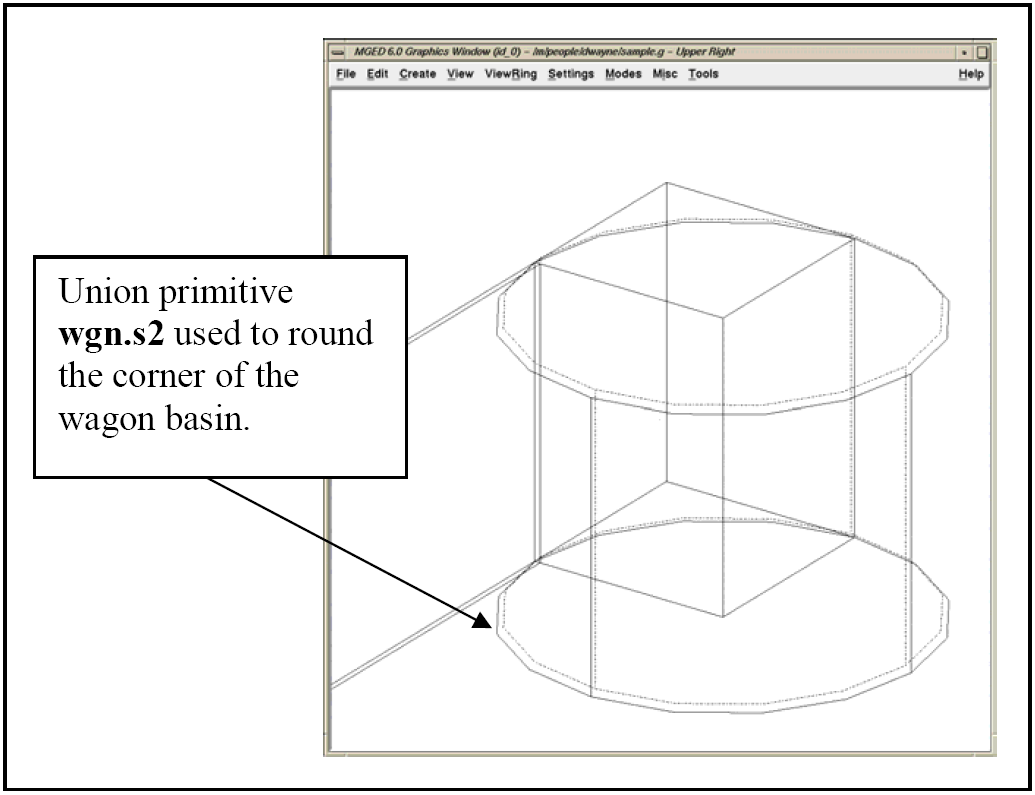 MGED 6.0 Graphics Window (id_0) - /m/people/dwayne/sample.g - Upper Right
File Edit Create View ViewRing Settings Modes Misc Tools Help
Union primitive
wgn.s2 used to round
the corner of the
wagon basin.